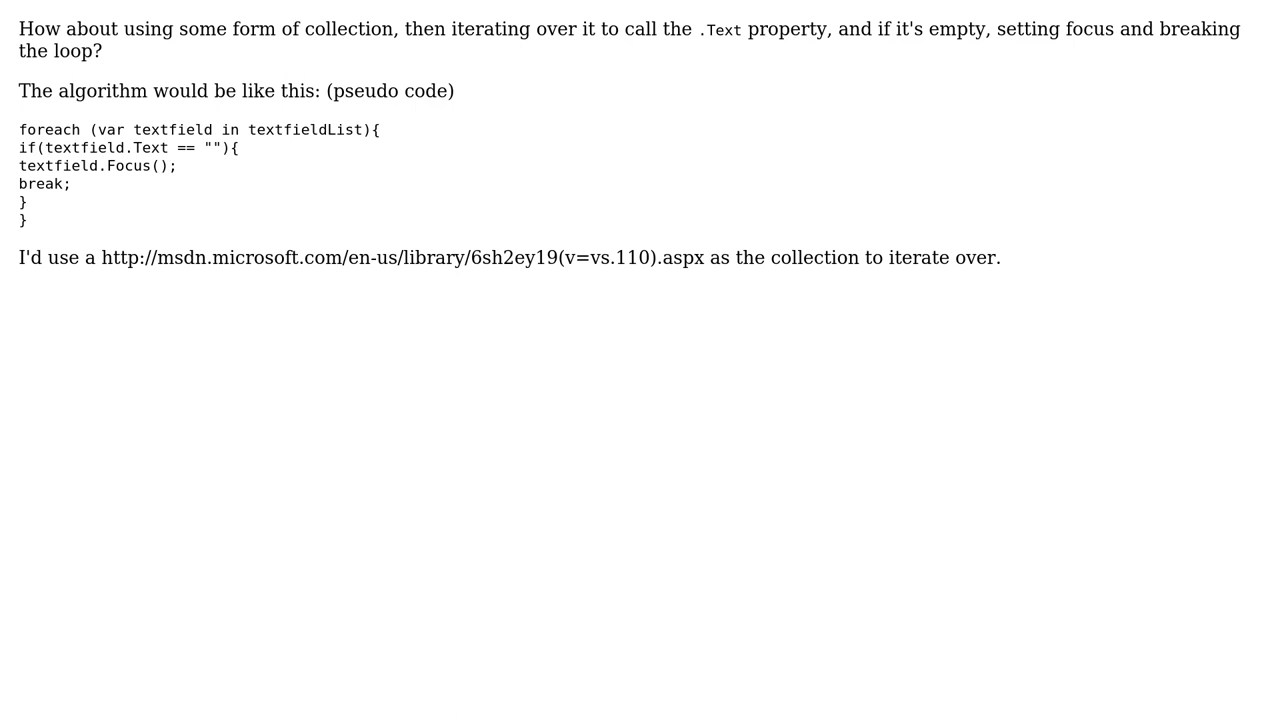 How about using some form of collection, then iterating over it to call the .Text property, and if it's empty, setting focus and breaking
the loop?
The algorithm would be like this: (pseudo code)
foreach (var textfield in textfieldList){
if(textfield.Text == ""){
textfield.Focus();
break;
}
}
I'd use a http://msdn.microsoft.com/en-us/library/6sh2ey19(v=vs.110).aspx as the collection to iterate over.